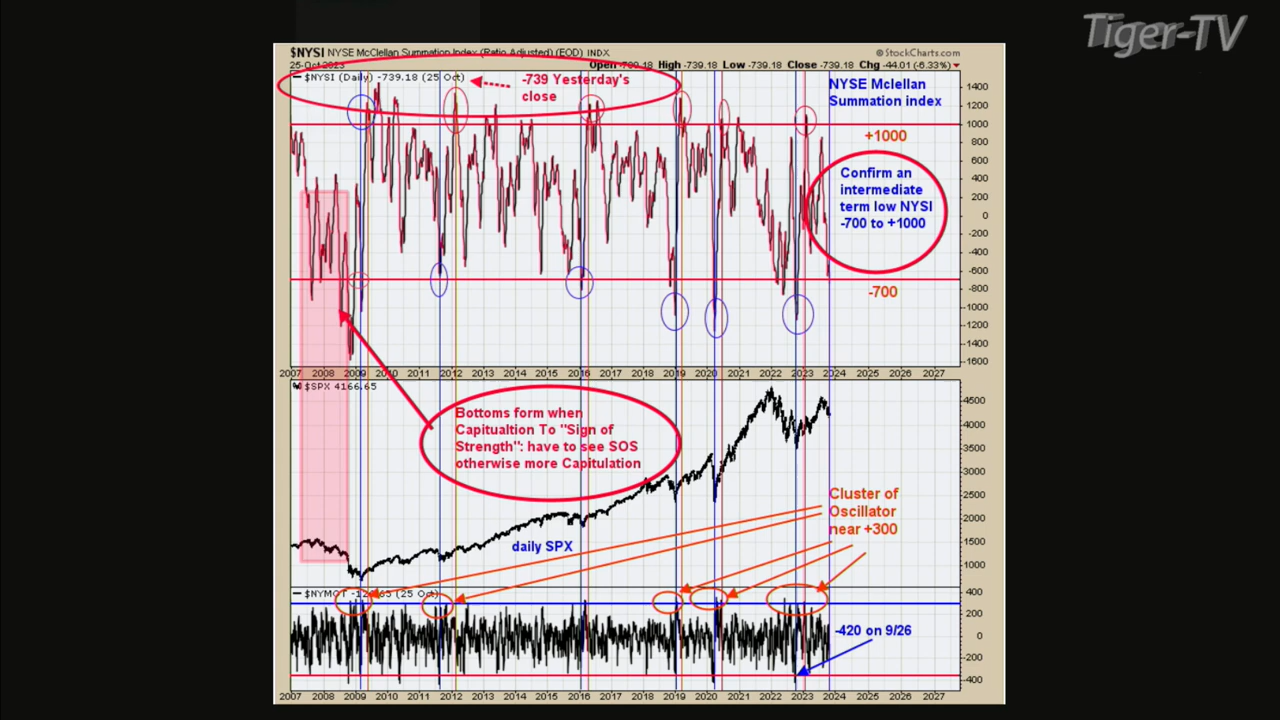 Tiger-TV
$NYSI NYSE McClellan Summation Index (Ratio Adjusted) (EOD) INDX
© StockCharts.com
25-Oct-2023
Open -739.18 High -739.18 Low -739.18 Close -739.18 Chg -44.01 (-6.33%)
$NYSI (Daily) -739.18 (25 Oct)
-739 Yesterday's
close
NYSE Mclellan
Summation index
+1000
Confirm an
intermediate
term low NYSI
-700 to +1000
-700
1400
1200
1000
800
600
400
200
0
-200
-400
-600
-800
-1000
-1200
-1400
-1600
2007 2008 2009 2010 2011 2012 2013 2014 2015 2016 2017 2018 2019 2020 2021 2022 2023 2024 2025 2026 2027
$SPX 4166.65
Bottoms form when
Capitualtion To "Sign of
Strength": have to see SOS
otherwise more Capitulation
daily SPX
Cluster of
Oscillator
near +300
4500
4000
3500
3000
2500
2000
1500
1000
$NYMOT (25 Oct)
-420 on 9/26
400
200
0
-200
-400
2007 2008 2009 2010 2011 2012 2013 2014 2015 2016 2017 2018 2019 2020 2021 2022 2023 2024 2025 2026 2027